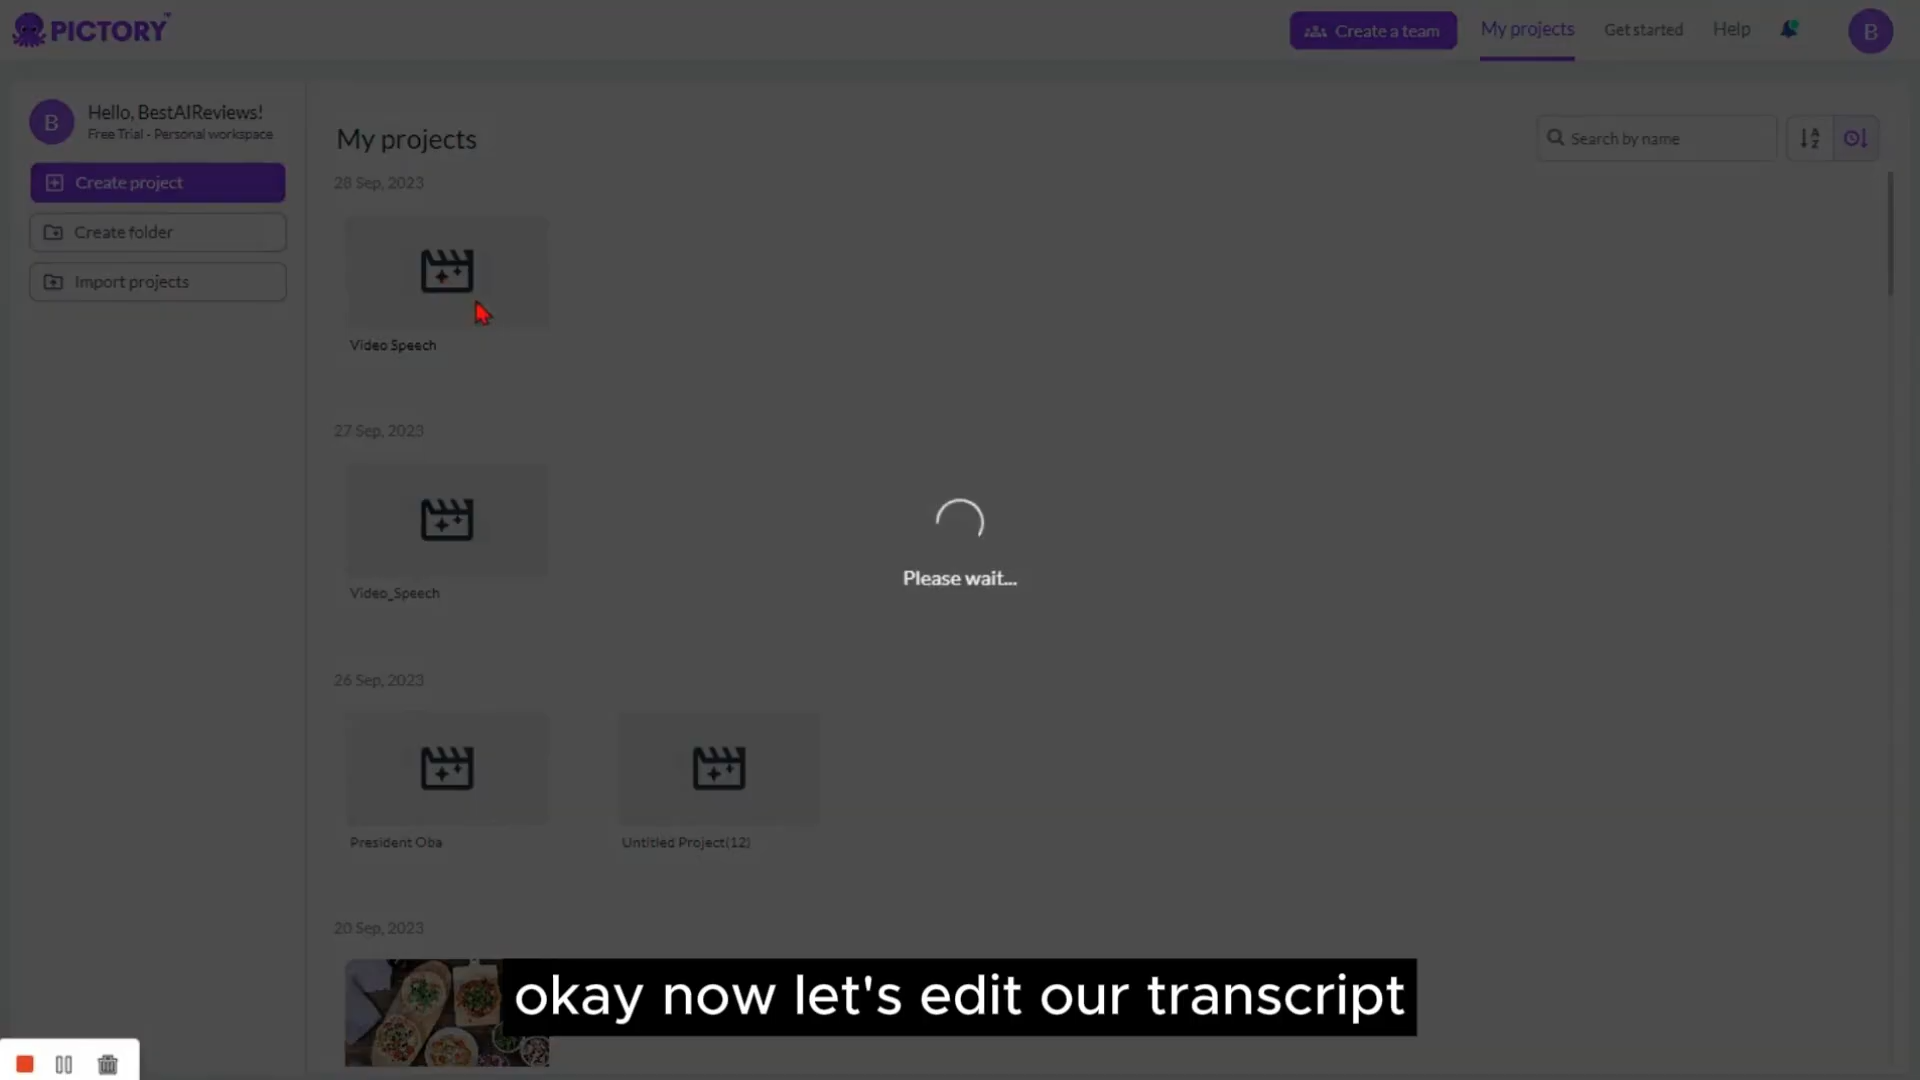 PICTORY™
Create a team
My projects
Get started
Help
B
B
Hello, BestAIReviews!
Free Trial - Personal workspace
Create project
Create folder
Import projects
My projects
Search by name
A
Z
28 Sep, 2023
Video Speech
27 Sep, 2023
Video_Speech
Please wait...
26 Sep, 2023
President Oba
Untitled Project(12)
20 Sep, 2023
okay now let's edit our transcript